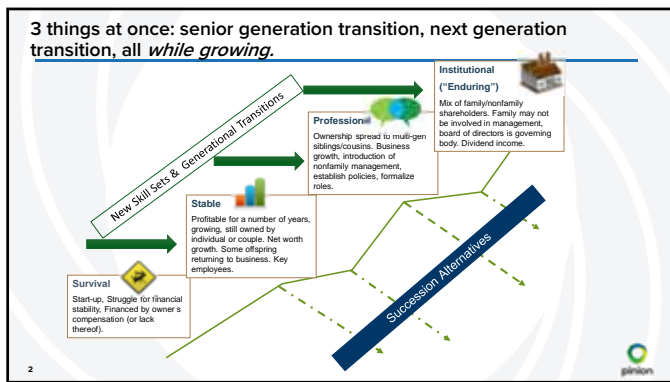 3 things at once: senior generation transition, next generation
transition, all while growing.
Institutional
("Enduring")
Mix of family/nonfamily
shareholders. Family may not
be involved in management,
board of directors is governing
body. Dividend income.
Professional
Ownership spread to multi-gen
siblings/cousins. Business
growth, introduction of
nonfamily management,
establish policies, formalize
roles.
New Skill Sets & Generational Transitions
Stable
Profitable for a number of years,
growing, still owned by
individual or couple. Net worth
growth. Some offspring
returning to business. Key
employees.
Survival
Start-up, Struggle for financial
stability, Financed by owner s
compensation (or lack
thereof).
Succession Alternatives
2
pinion